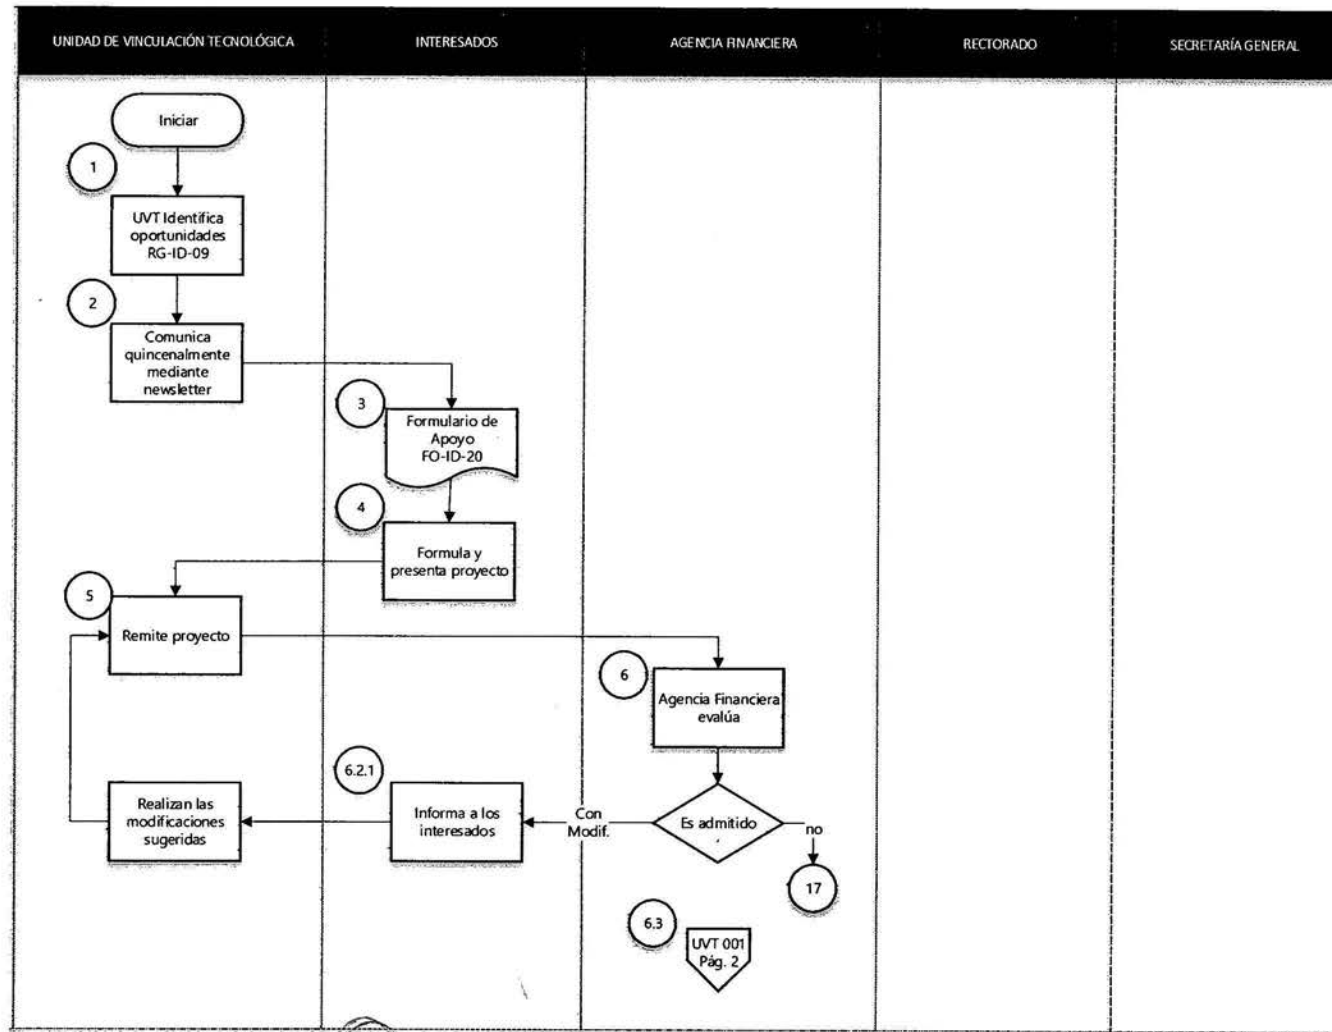 UNIDAD DE VINCULACIÓN TECNOLÓGICA
INTERESADOS
AGENCIA FINANCIERA
RECTORADO
SECRETARÍA GENERAL
Iniciar
1
UVT Identifica
oportunidades
RG-ID-09
2
Comunica
quincenalmente
mediante
newsletter
3
Formulario de
Apoyo
FO-ID-20
4
Formula y
presenta proyecto
5
Remite proyecto
6
Agencia Financiera
evalúa
6.2.1
Realizan las
modificaciones
sugeridas
Informa a los
interesados
Con
Modif.
Es admitido
no
17
6.3
UVT 001
Pág. 2